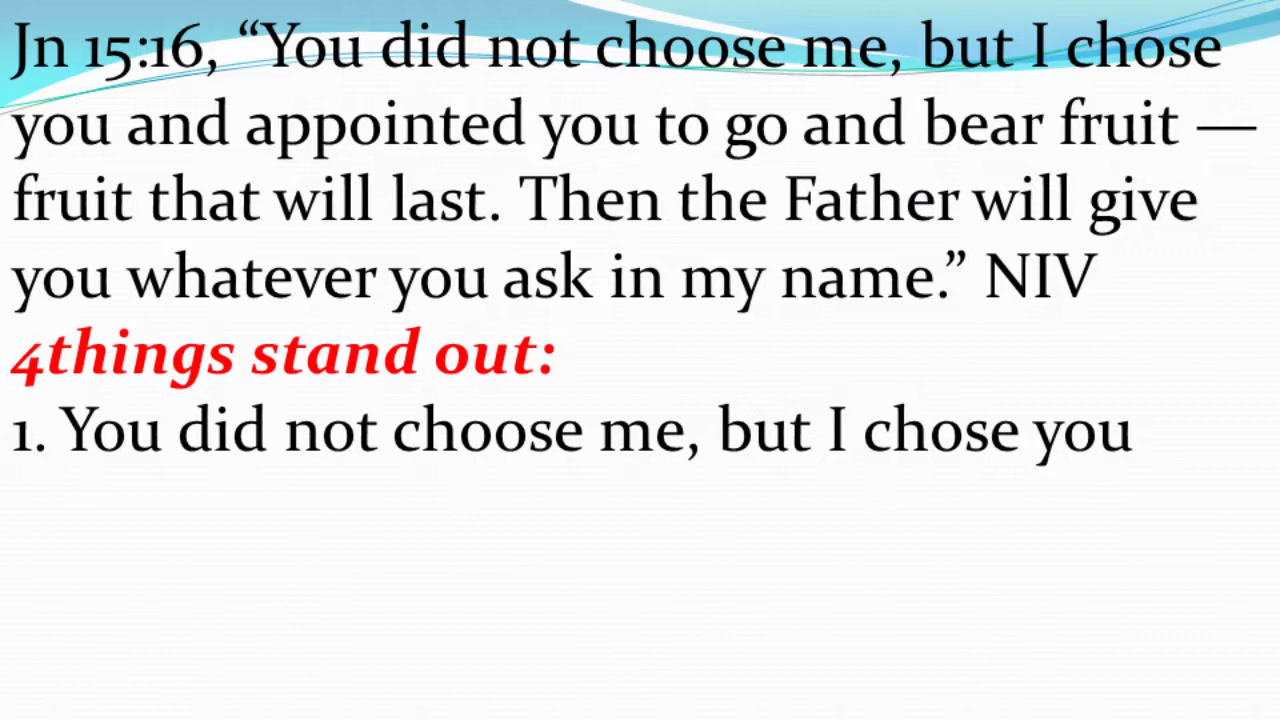 Jn 15:16, “You did not choose me, but I chose
you and appointed you to go and bear fruit —
fruit that will last. Then the Father will give
you whatever you ask in my name.” NIV
4things stand out:
1. You did not choose me, but I chose you